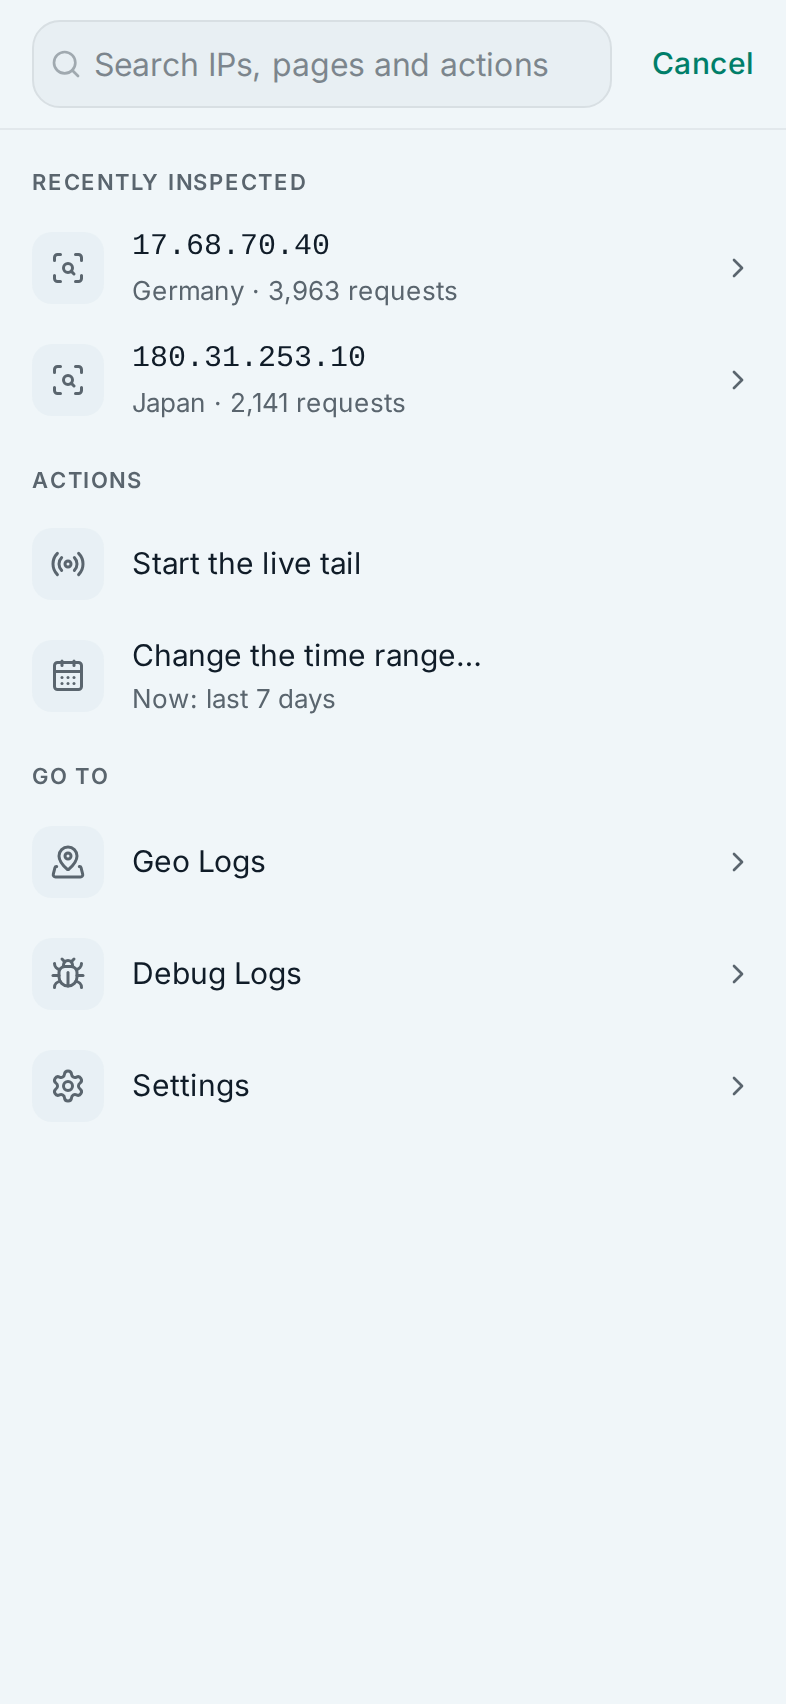 Search IPs, pages and actions
Cancel
RECENTLY INSPECTED
17.68.70.40
Germany · 3,963 requests
180.31.253.10
Japan · 2,141 requests
ACTIONS
Start the live tail
Change the time range...
Now: last 7 days
GO TO
Geo Logs
Debug Logs
Settings